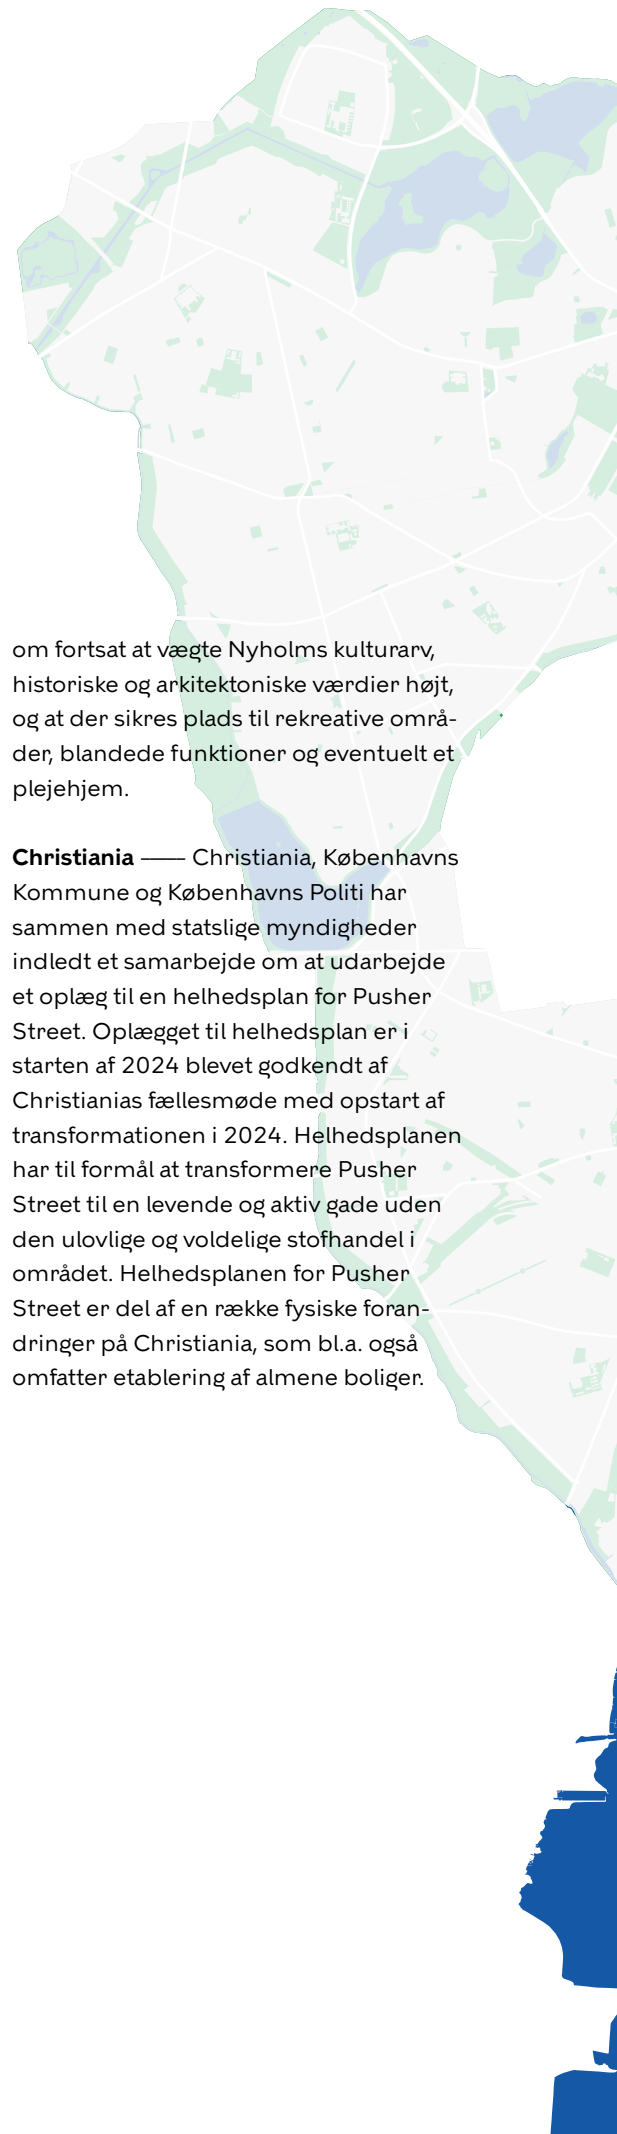 om fortsat at vægte Nyholms kulturarv,
historiske og arkitektoniske værdier højt,
og at der sikres plads til rekreative områ-
der, blandede funktioner og eventuelt et
plejehjem.
Christiania —— Christiania, Københavns
Kommune og Københavns Politi har
sammen med statslige myndigheder
indledt et samarbejde om at udarbejde
et oplæg til en helhedsplan for Pusher
Street. Oplægget til helhedsplan er i
starten af 2024 blevet godkendt af
Christianias fællesmøde med opstart af
transformationen i 2024. Helhedsplanen
har til formål at transformere Pusher
Street til en levende og aktiv gade uden
den ulovlige og voldelige stofhandel i
området. Helhedsplanen for Pusher
Street er del af en række fysiske foran-
dringer på Christiania, som bl.a. også
omfatter etablering af almene boliger.